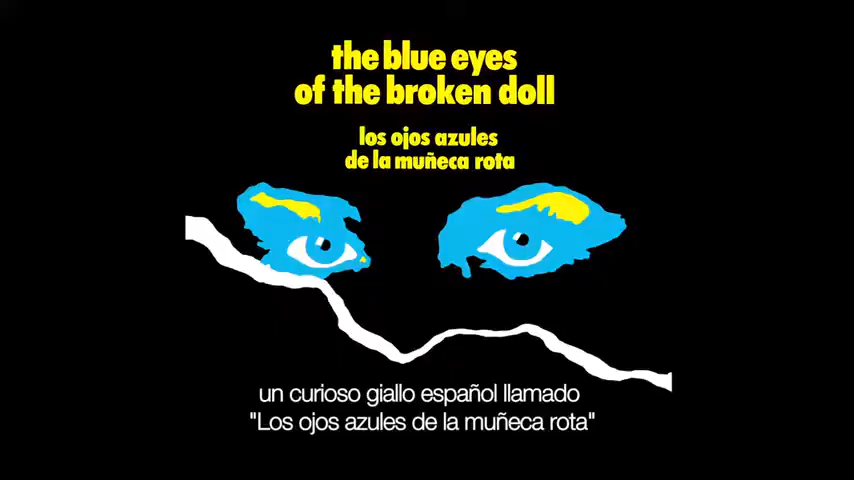 the blue eyes
of the broken doll
los ojos azules
de la muñeca rota
un curioso giallo español llamado
"Los ojos azules de la muñeca rota"